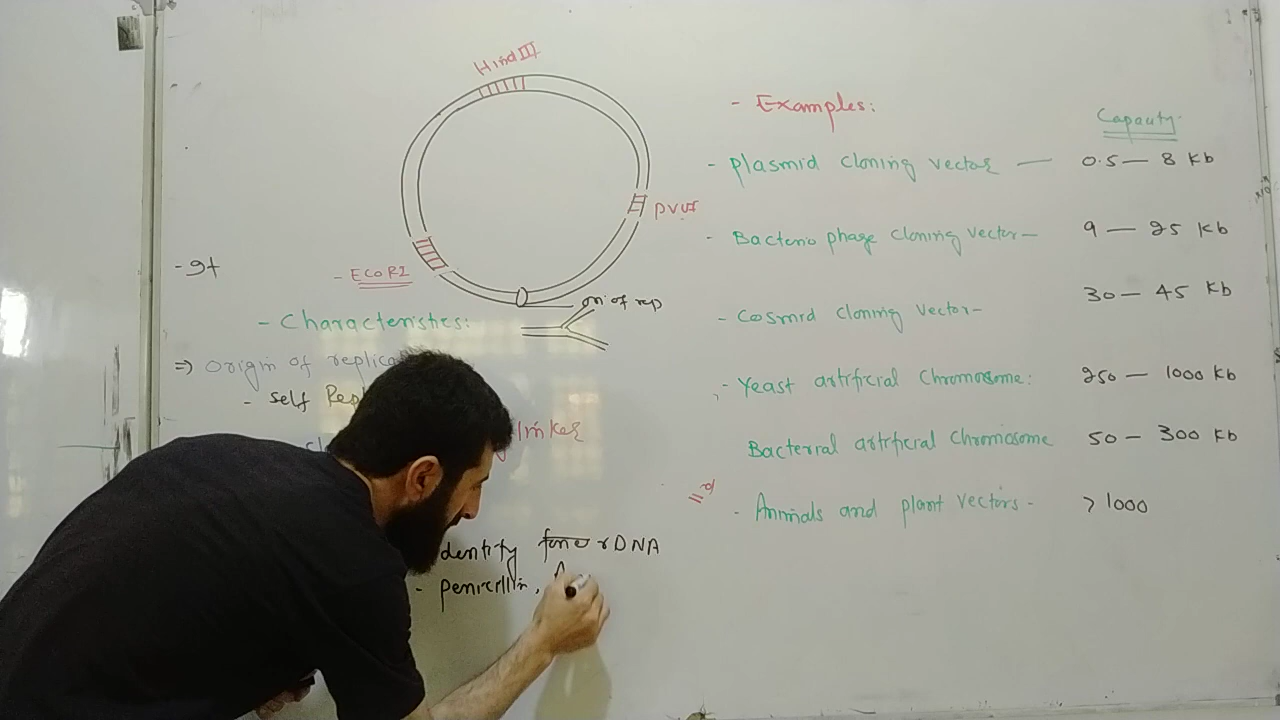 Hind III
PVUII
- ECORI
ori of rep
- 9t
- Characteristics:
⇒ Origin of replica
- self Rep
linker
dentify rDNA
- penicillin, A
- Examples:
Capacity
- plasmid cloning vector — 0.5 — 8 Kb
- Bacterio phage cloning vector — 9 — 25 Kb
- Cosmid cloning vector - 30 — 45 Kb
- Yeast artificial Chromosome: 250 — 1000 Kb
Bacterial artificial chromosome 50 - 300 Kb
- Animals and plant vectors - > 1000